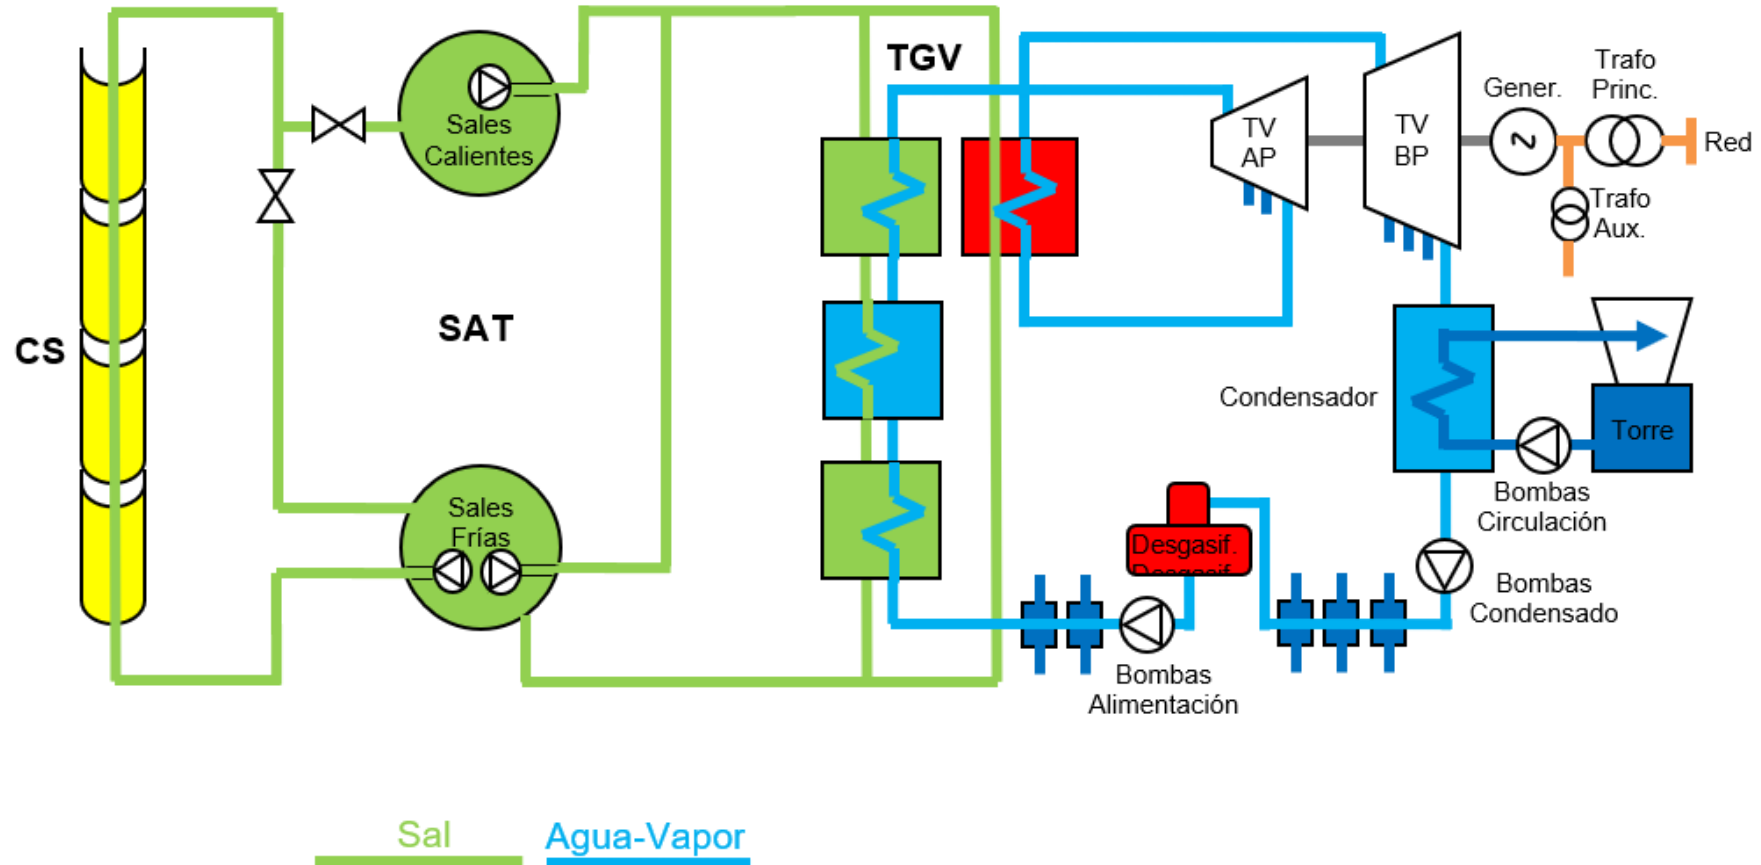 TGV
Trafo
Princ.
Gener.
Red
Sales
Calientes
TV
AP
TV
BP
Trafo
Aux.
CS
SAT
Condensador
Torre
Sales
Frías
Bombas
Circulación
Desgasif.
Desgasif.
Bombas
Condensado
Bombas
Alimentación
Sal
Agua-Vapor